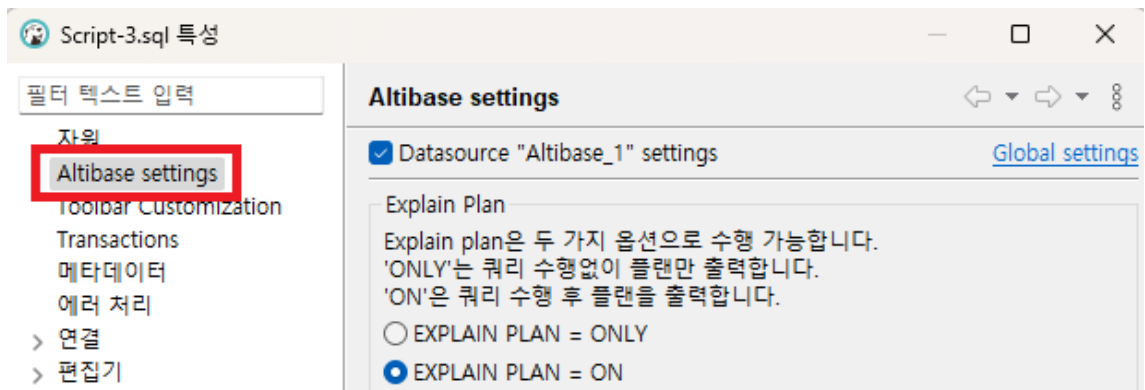 Script-3.sql 특성
필터 텍스트 입력
자원
Altibase settings
Toolbar Customization
Transactions
메타데이터
에러 처리
연결
편집기
Altibase settings
Datasource "Altibase_1" settings
Global settings
Explain Plan
Explain plan은 두 가지 옵션으로 수행 가능합니다.
'ONLY'는 쿼리 수행없이 플랜만 출력합니다.
'ON'은 쿼리 수행 후 플랜을 출력합니다.
EXPLAIN PLAN = ONLY
EXPLAIN PLAN = ON